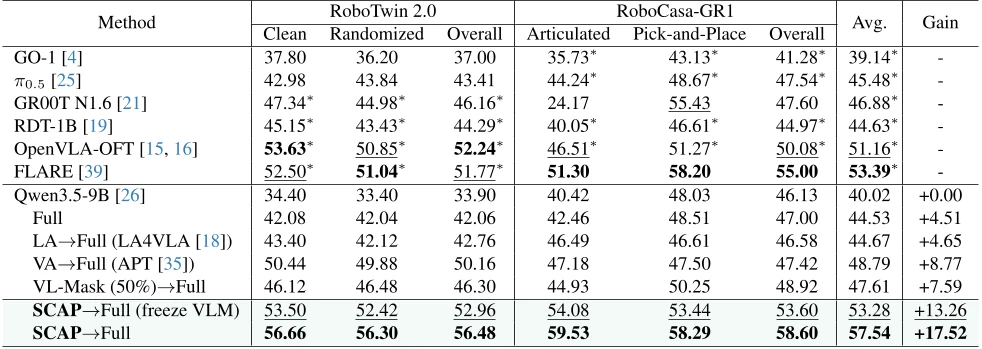 Method RoboTwin 2.0 RoboCasa-GR1 Avg. Gain
Clean Randomized Overall Articulated Pick-and-Place Overall
GO-1 [4] 37.80 36.20 37.00 35.73* 43.13* 41.28* 39.14* -
π0.5 [25] 42.98 43.84 43.41 44.24* 48.67* 47.54* 45.48* -
GR00T N1.6 [21] 47.34* 44.98* 46.16* 24.17 55.43 47.60 46.88* -
RDT-1B [19] 45.15* 43.43* 44.29* 40.05* 46.61* 44.97* 44.63* -
OpenVLA-OFT [15, 16] 53.63* 50.85* 52.24* 46.51* 51.27* 50.08* 51.16* -
FLARE [39] 52.50* 51.04* 51.77* 51.30 58.20 55.00 53.39* -
Qwen3.5-9B [26] 34.40 33.40 33.90 40.42 48.03 46.13 40.02 +0.00
Full 42.08 42.04 42.06 42.46 48.51 47.00 44.53 +4.51
LA→Full (LA4VLA [18]) 43.40 42.12 42.76 46.49 46.61 46.58 44.67 +4.65
VA→Full (APT [35]) 50.44 49.88 50.16 47.18 47.50 47.42 48.79 +8.77
VL-Mask (50%)→Full 46.12 46.48 46.30 44.93 50.25 48.92 47.61 +7.59
SCAP→Full (freeze VLM) 53.50 52.42 52.96 54.08 53.44 53.60 53.28 +13.26
SCAP→Full 56.66 56.30 56.48 59.53 58.29 58.60 57.54 +17.52